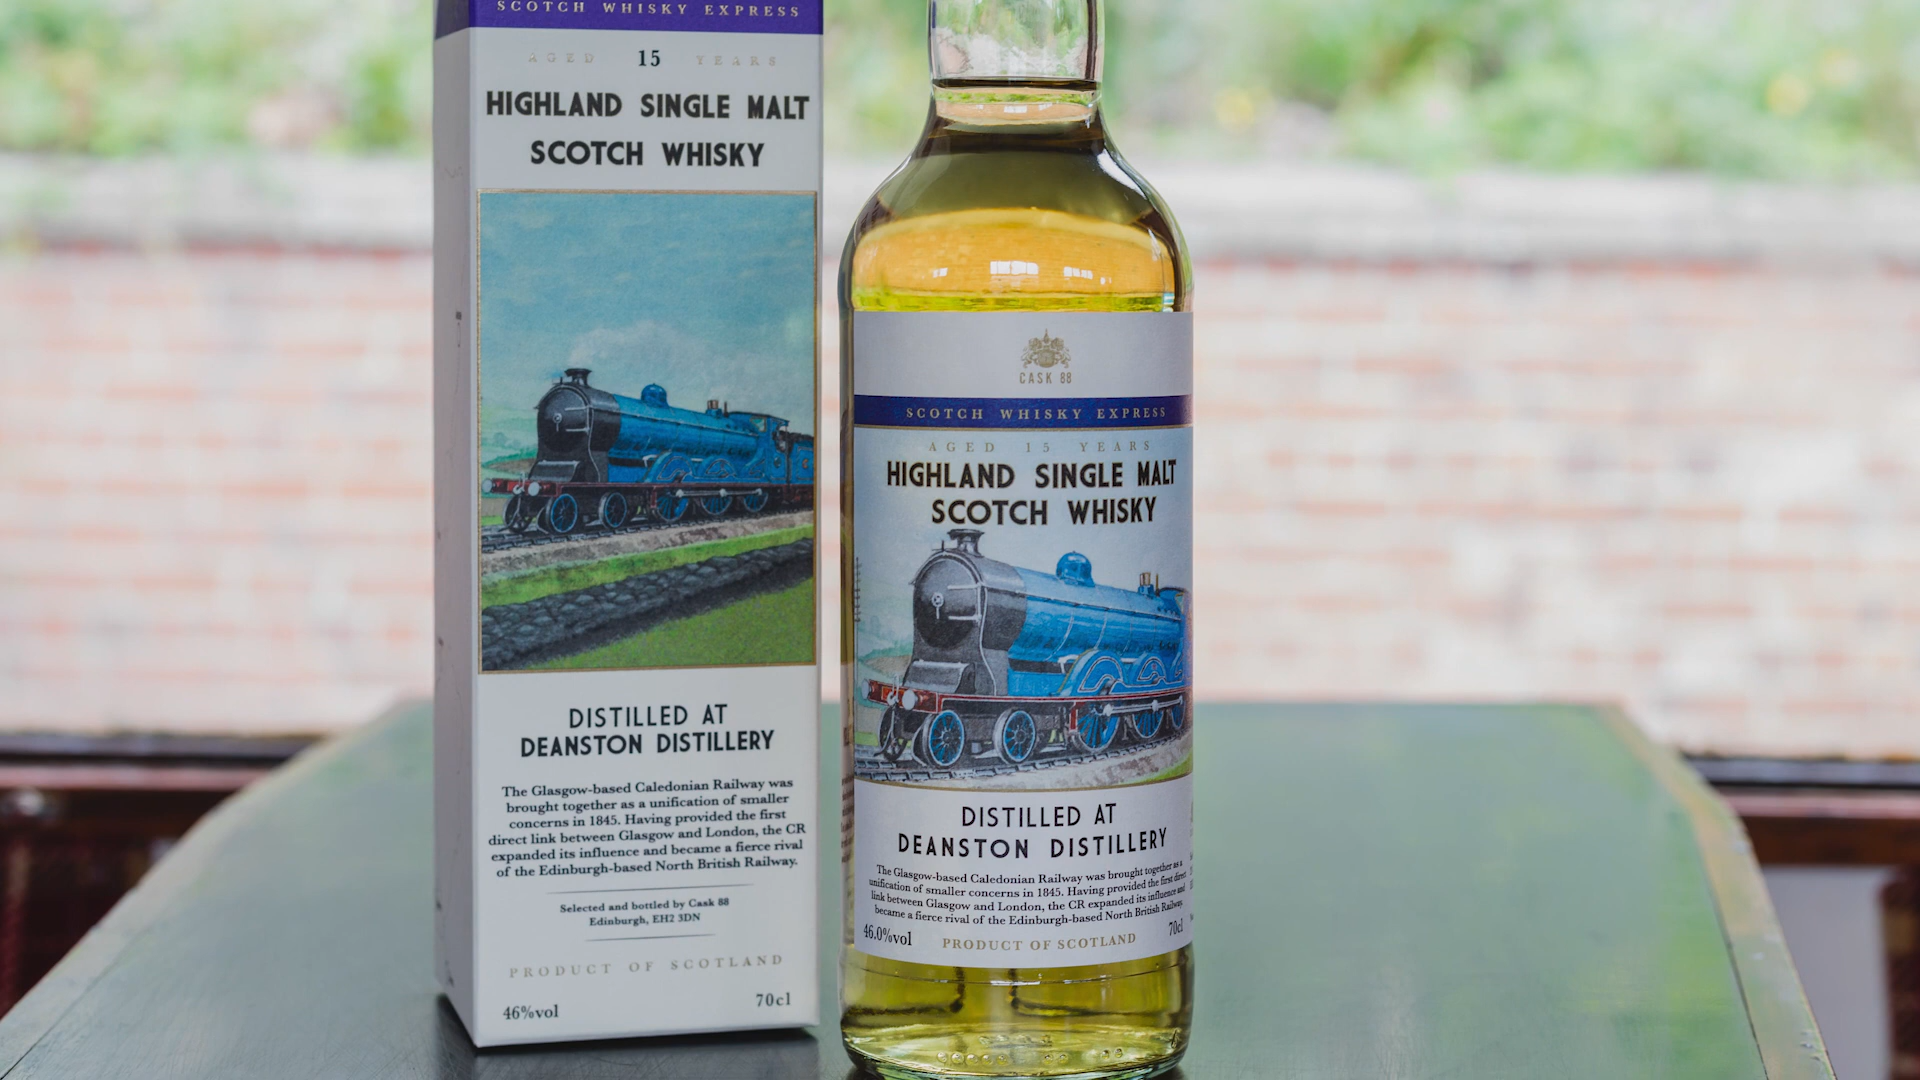 SCOTCH WHISKY EXPRESS
AGED 15 YEARS
HIGHLAND SINGLE MALT
SCOTCH WHISKY
DISTILLED AT
DEANSTON DISTILLERY
The Glasgow-based Caledonian Railway was
brought together as a unification of smaller
concerns in 1845. Having provided the first
direct link between Glasgow and London, the CR
expanded its influence and became a fierce rival
of the Edinburgh-based North British Railway.
Selected and bottled by Cask 88
Edinburgh, EH2 3DN
PRODUCT OF SCOTLAND
46%vol 70cl
CASK 88
SCOTCH WHISKY EXPRESS
AGED 15 YEARS
HIGHLAND SINGLE MALT
SCOTCH WHISKY
DISTILLED AT
DEANSTON DISTILLERY
The Glasgow-based Caledonian Railway was brought together as a
unification of smaller concerns in 1845. Having provided the first direct
link between Glasgow and London, the CR expanded its influence and
became a fierce rival of the Edinburgh-based North British Railway.
46.0%vol PRODUCT OF SCOTLAND 70cl